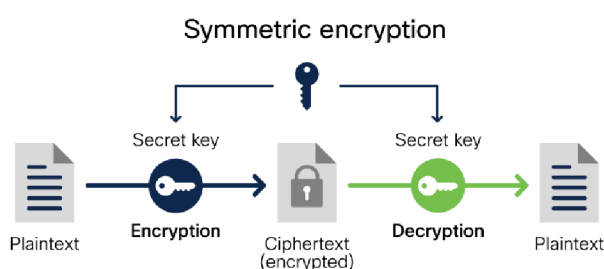 Symmetric encryption
Secret key
Secret key
Plaintext
Encryption
Ciphertext
(encrypted)
Decryption
Plaintext